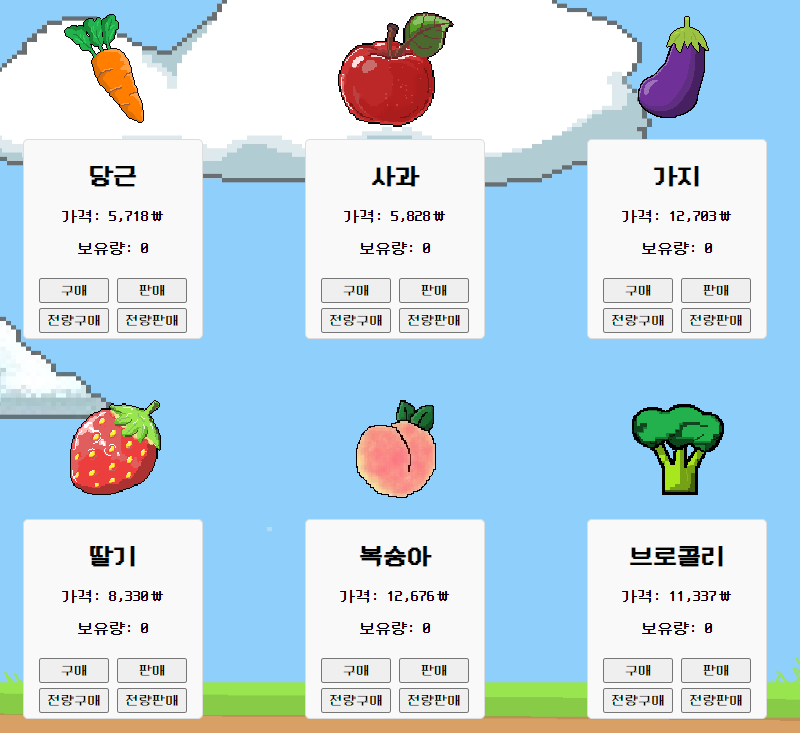 당근
가격: 5,718₩
보유량: 0
구매 판매
전량구매 전량판매
사과
가격: 5,828₩
보유량: 0
구매 판매
전량구매 전량판매
가지
가격: 12,703₩
보유량: 0
구매 판매
전량구매 전량판매
딸기
가격: 8,330₩
보유량: 0
구매 판매
전량구매 전량판매
복숭아
가격: 12,676₩
보유량: 0
구매 판매
전량구매 전량판매
브로콜리
가격: 11,337₩
보유량: 0
구매 판매
전량구매 전량판매